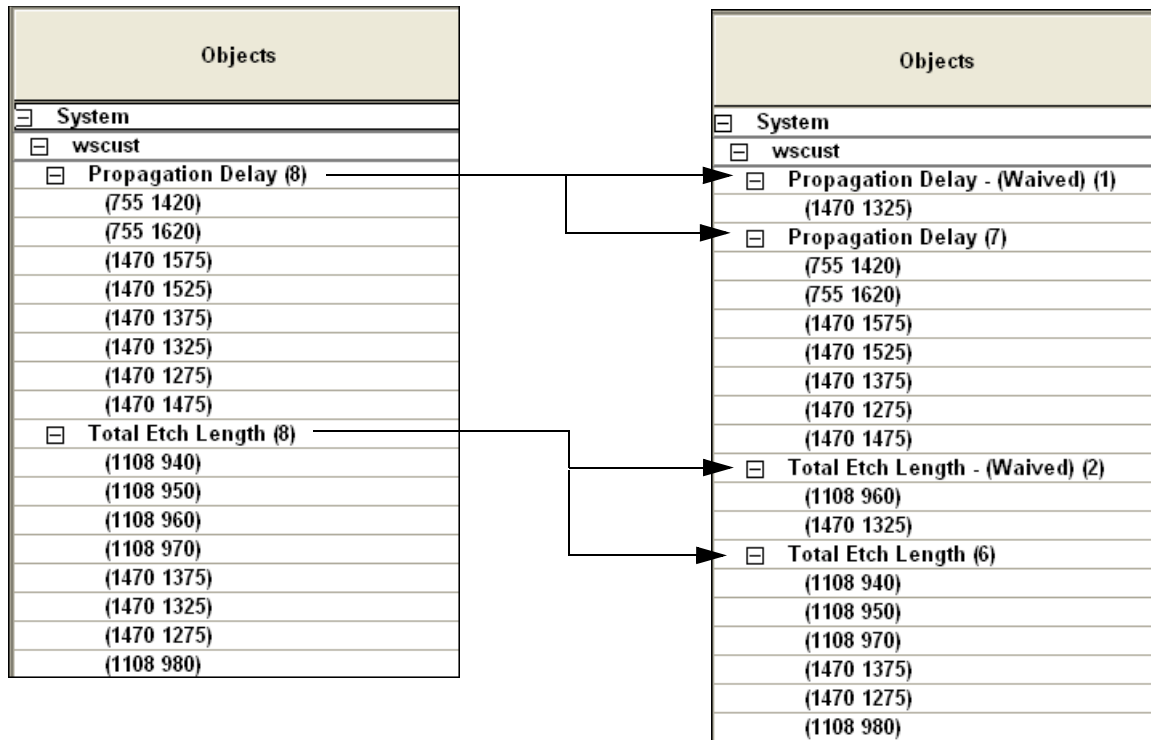 Objects
System
wscust
Propagation Delay (8)
(755 1420)
(755 1620)
(1470 1575)
(1470 1525)
(1470 1375)
(1470 1325)
(1470 1275)
(1470 1475)
Total Etch Length (8)
(1108 940)
(1108 950)
(1108 960)
(1108 970)
(1470 1375)
(1470 1325)
(1470 1275)
(1108 980)
Objects
System
wscust
Propagation Delay - (Waived) (1)
(1470 1325)
Propagation Delay (7)
(755 1420)
(755 1620)
(1470 1575)
(1470 1525)
(1470 1375)
(1470 1275)
(1470 1475)
Total Etch Length - (Waived) (2)
(1108 960)
(1470 1325)
Total Etch Length (6)
(1108 940)
(1108 950)
(1108 970)
(1470 1375)
(1470 1275)
(1108 980)